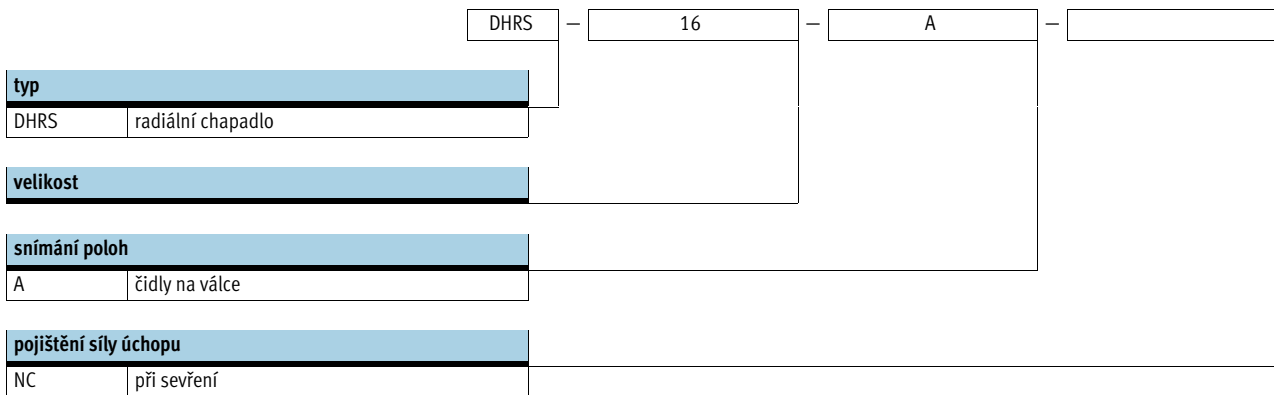 DHRS – 16 – A –
typ
DHRS radiální chapadlo
velikost
snímání poloh
A čidly na válce
pojištění síly úchopu
NC při sevření